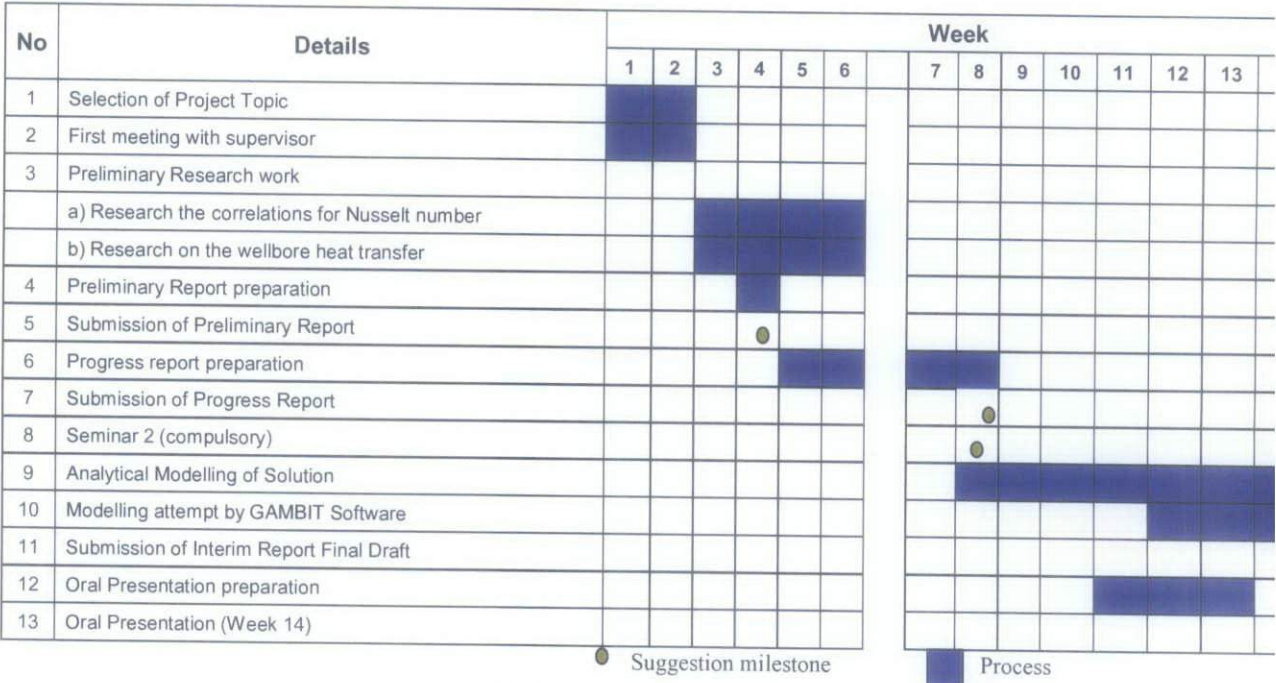 No Details Week
1 2 3 4 5 6 7 8 9 10 11 12 13
1 Selection of Project Topic
2 First meeting with supervisor
3 Preliminary Research work
a) Research the correlations for Nusselt number
b) Research on the wellbore heat transfer
4 Preliminary Report preparation
5 Submission of Preliminary Report
6 Progress report preparation
7 Submission of Progress Report
8 Seminar 2 (compulsory)
9 Analytical Modelling of Solution
10 Modelling attempt by GAMBIT Software
11 Submission of Interim Report Final Draft
12 Oral Presentation preparation
13 Oral Presentation (Week 14)
Suggestion milestone Process